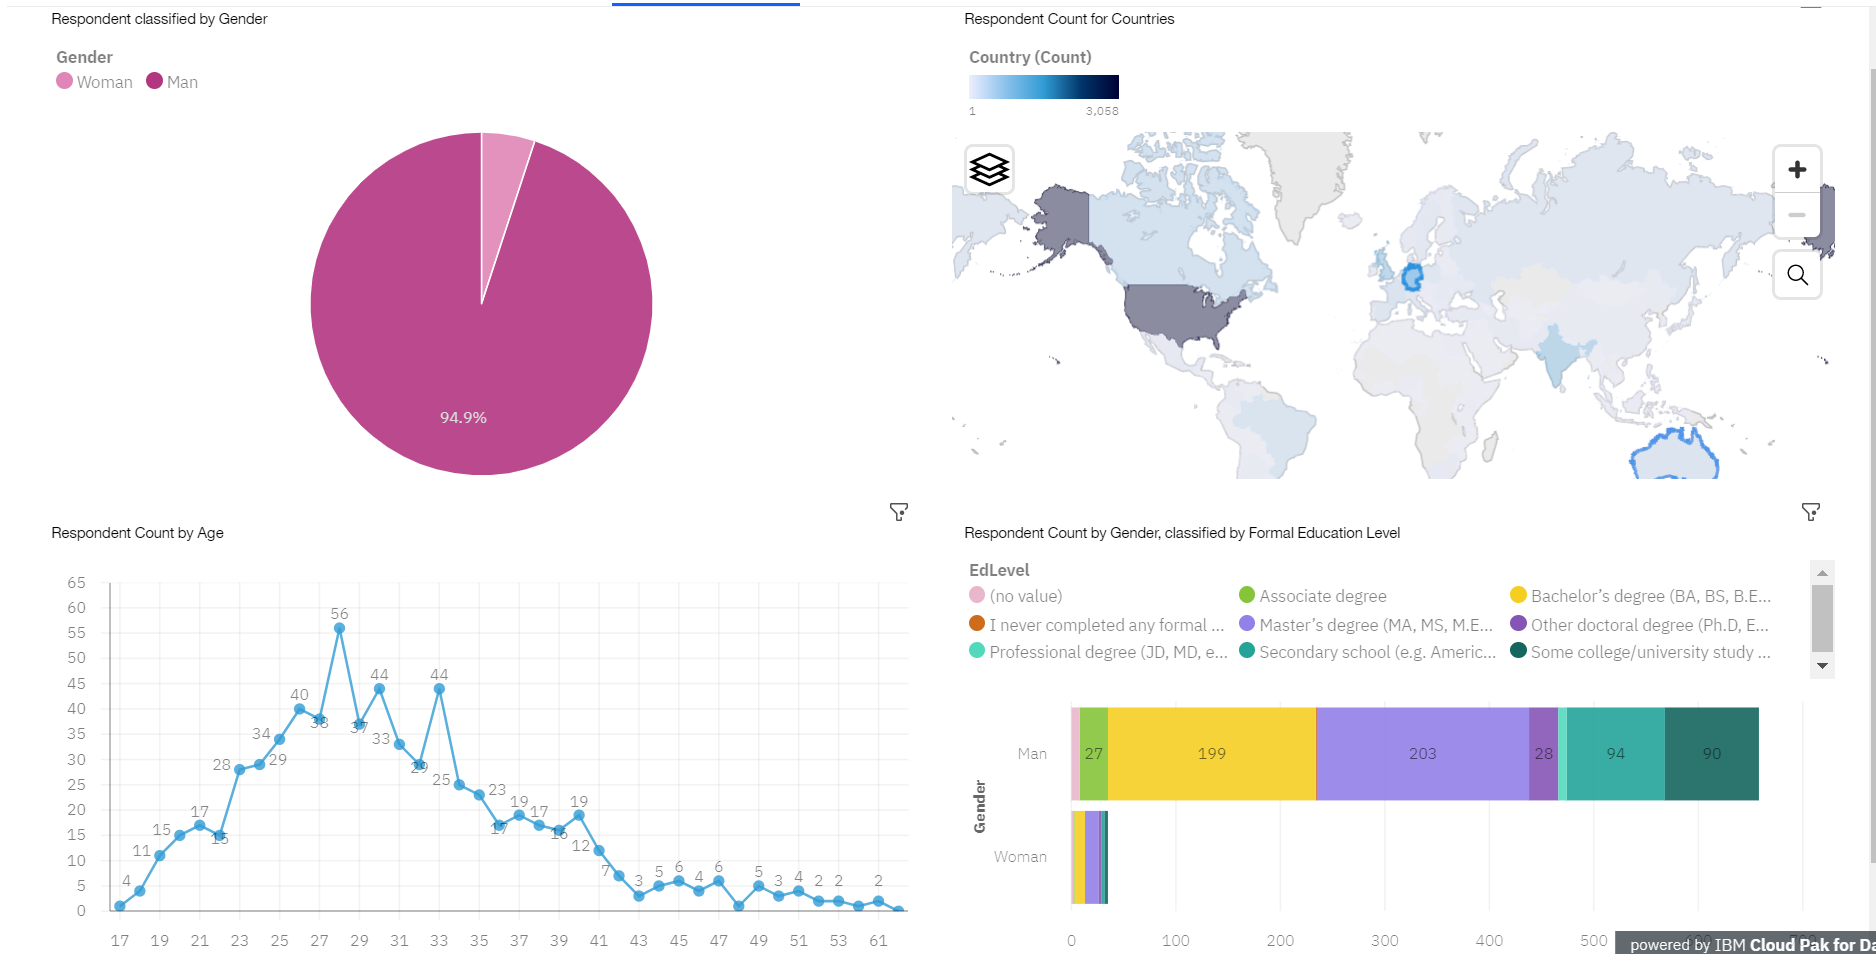 Respondent classified by Gender
Gender
Woman Man
94.9%
Respondent Count for Countries
Country (Count)
1 3,058
Respondent Count by Age
65
60
55
50
45
40
35
30
25
20
15
10
5
0
4 11 15 17 15 28 29 34 40 38 56 37 44 33 29 44 25 23 17 19 17 16 19 12 7 3 5 6 4 6 5 3 4 2 2 2
17 19 21 23 25 27 29 31 33 35 37 39 41 43 45 47 49 51 53 61
Respondent Count by Gender, classified by Formal Education Level
EdLevel
(no value) Associate degree Bachelor’s degree (BA, BS, B.E...
I never completed any formal ... Master’s degree (MA, MS, M.E... Other doctoral degree (Ph.D, E...
Professional degree (JD, MD, e... Secondary school (e.g. Americ... Some college/university study ...
Gender
Man 27 199 203 28 94 90
Woman
0 100 200 300 400 500
powered by IBM Cloud Pak for Da